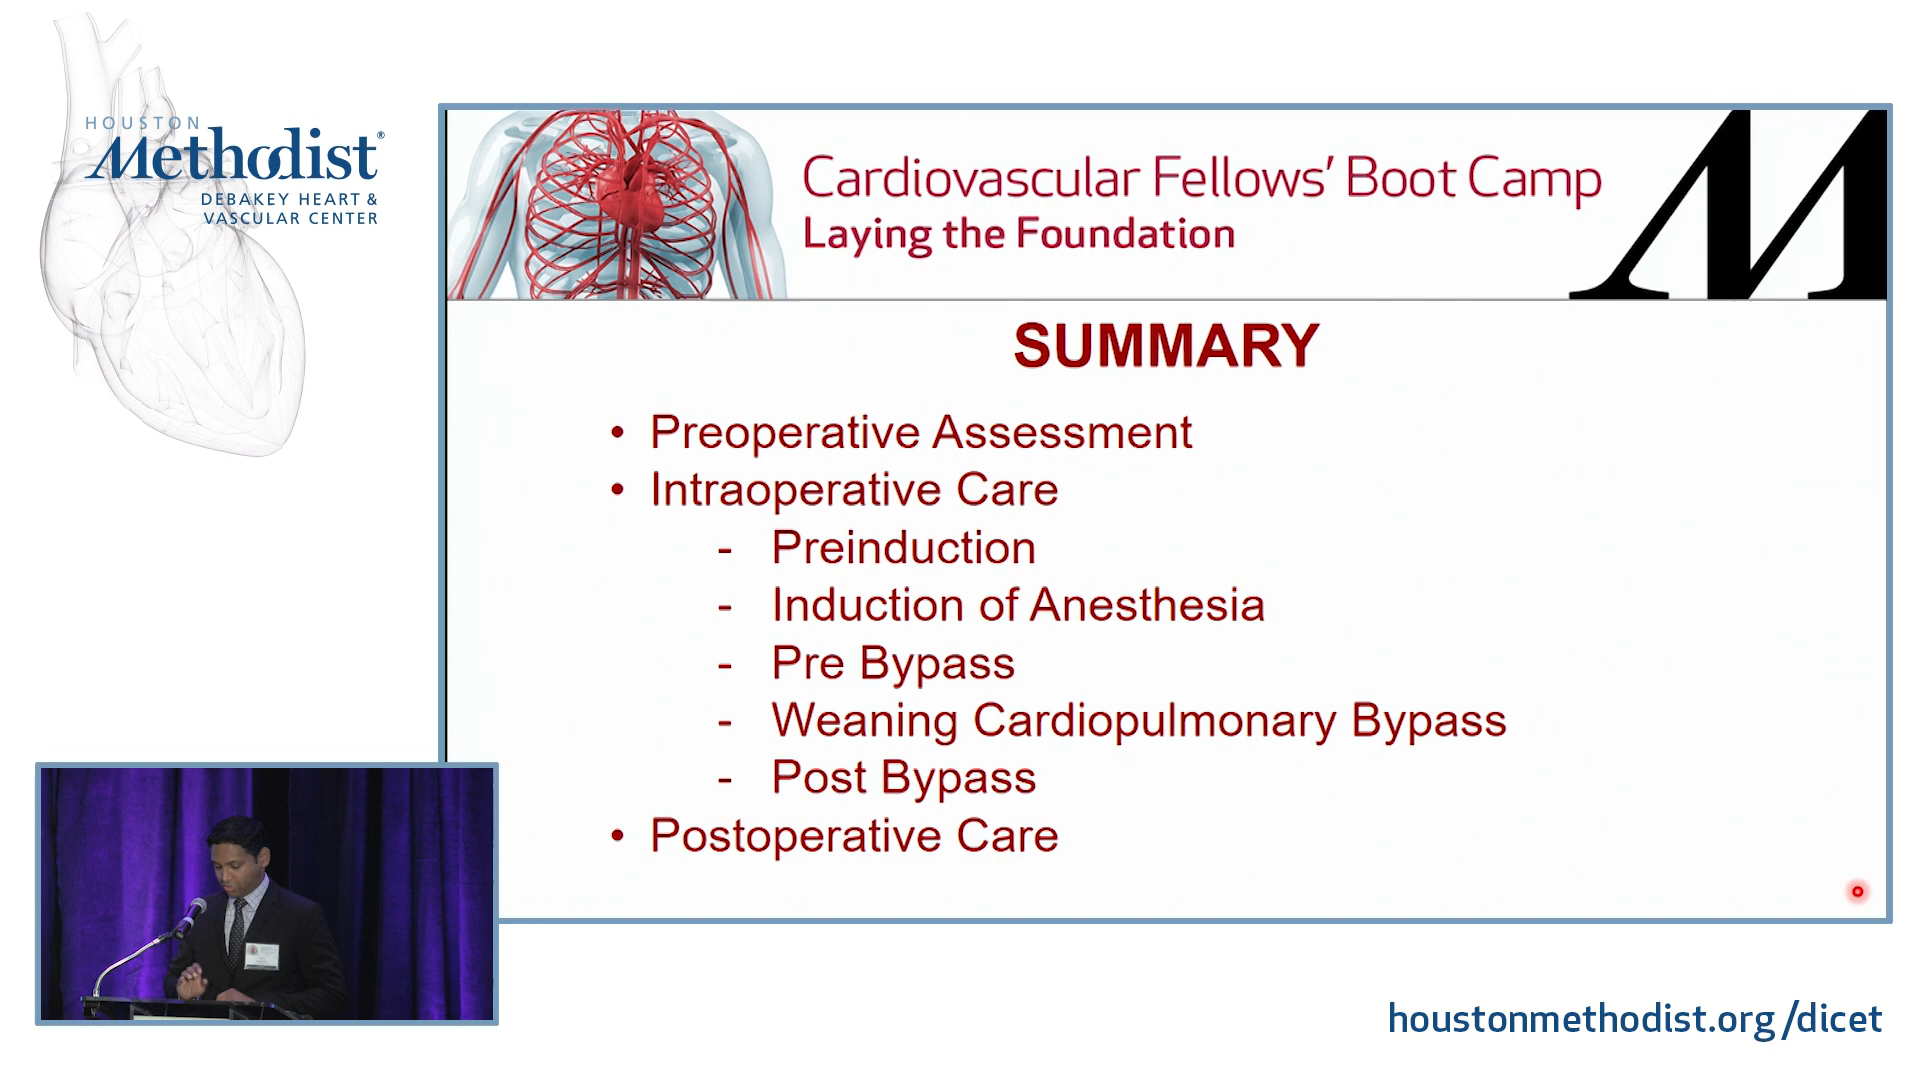 HOUSTON
Methodist®
DEBAKEY HEART &
VASCULAR CENTER
Cardiovascular Fellows' Boot Camp
Laying the Foundation
M
SUMMARY
• Preoperative Assessment
• Intraoperative Care
- Preinduction
- Induction of Anesthesia
- Pre Bypass
- Weaning Cardiopulmonary Bypass
- Post Bypass
• Postoperative Care
houstonmethodist.org/dicet